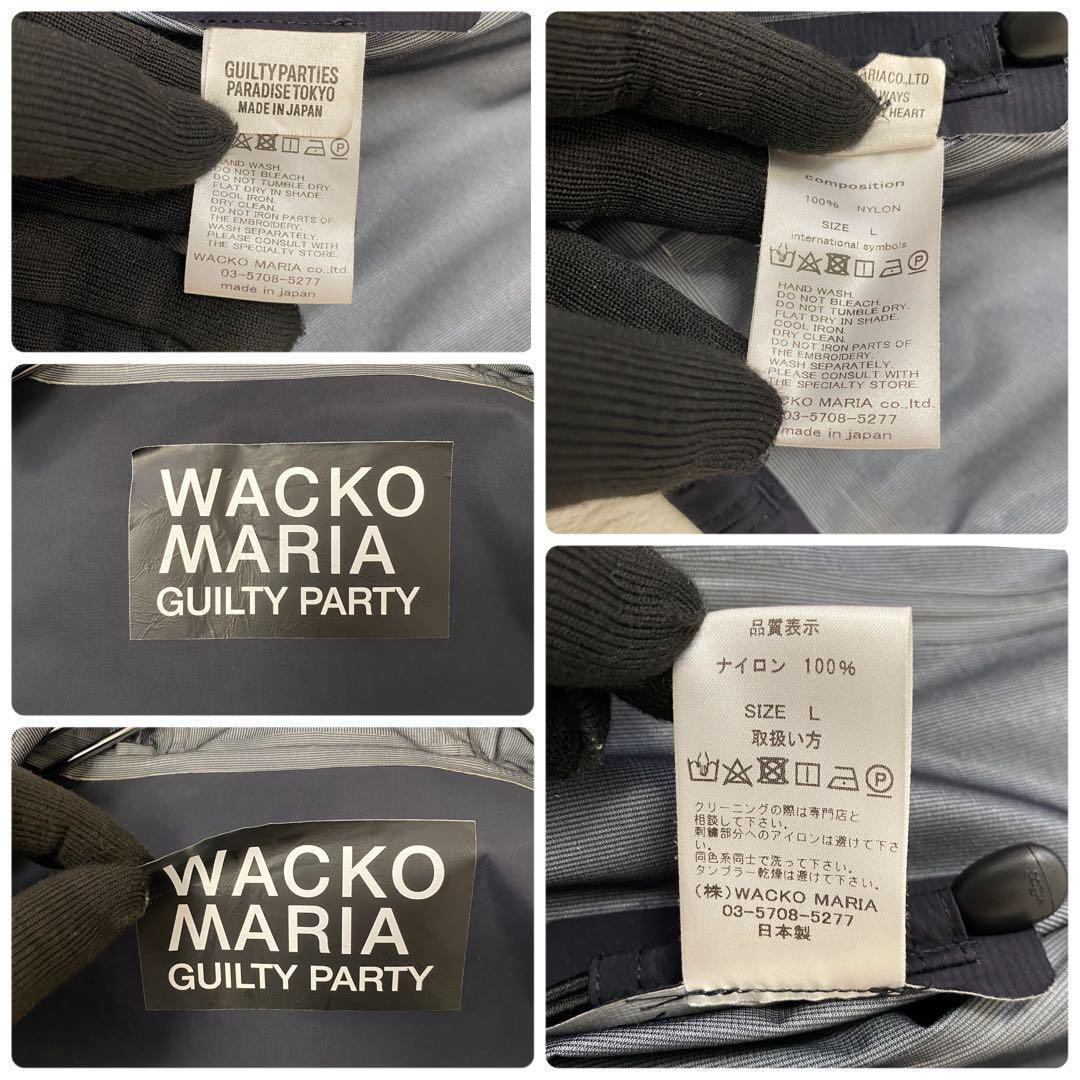 GUILTY PARTIES
PARADISE TOKYO
MADE IN JAPAN
HAND WASH.
DO NOT BLEACH.
DO NOT TUMBLE DRY.
FLAT DRY IN SHADE.
COOL IRON.
DRY CLEAN.
DO NOT IRON PARTS OF
THE EMBROIDERY.
WASH SEPARATELY.
PLEASE CONSULT WITH
THE SPECIALTY STORE.
WACKO MARIA co.,ltd.
03-5708-5277
made in japan
CO.,LTD
HEART
composition
100% NYLON
SIZE L
international symbols
HAND WASH.
DO NOT BLEACH.
DO NOT TUMBLE DRY.
FLAT DRY IN SHADE.
COOL IRON.
DRY CLEAN.
DO NOT IRON PARTS OF
THE EMBROIDERY.
WASH SEPARATELY.
PLEASE CONSULT WITH
THE SPECIALTY STORE.
WACKO MARIA co.,ltd.
03-5708-5277
made in japan
WACKO
MARIA
GUILTY PARTY
WACKO
MARIA
GUILTY PARTY
品質表示
ナイロン 100%
SIZE L
取扱い方
P
クリーニングの際は専門店と
相談して下さい.
刺繍部分へのアイロンは避けて下さ
い.
同色系同士で洗って下さい.
タンブラー乾燥は避けて下さい.
(株)WACKO MARIA
03-5708-5277
日本製